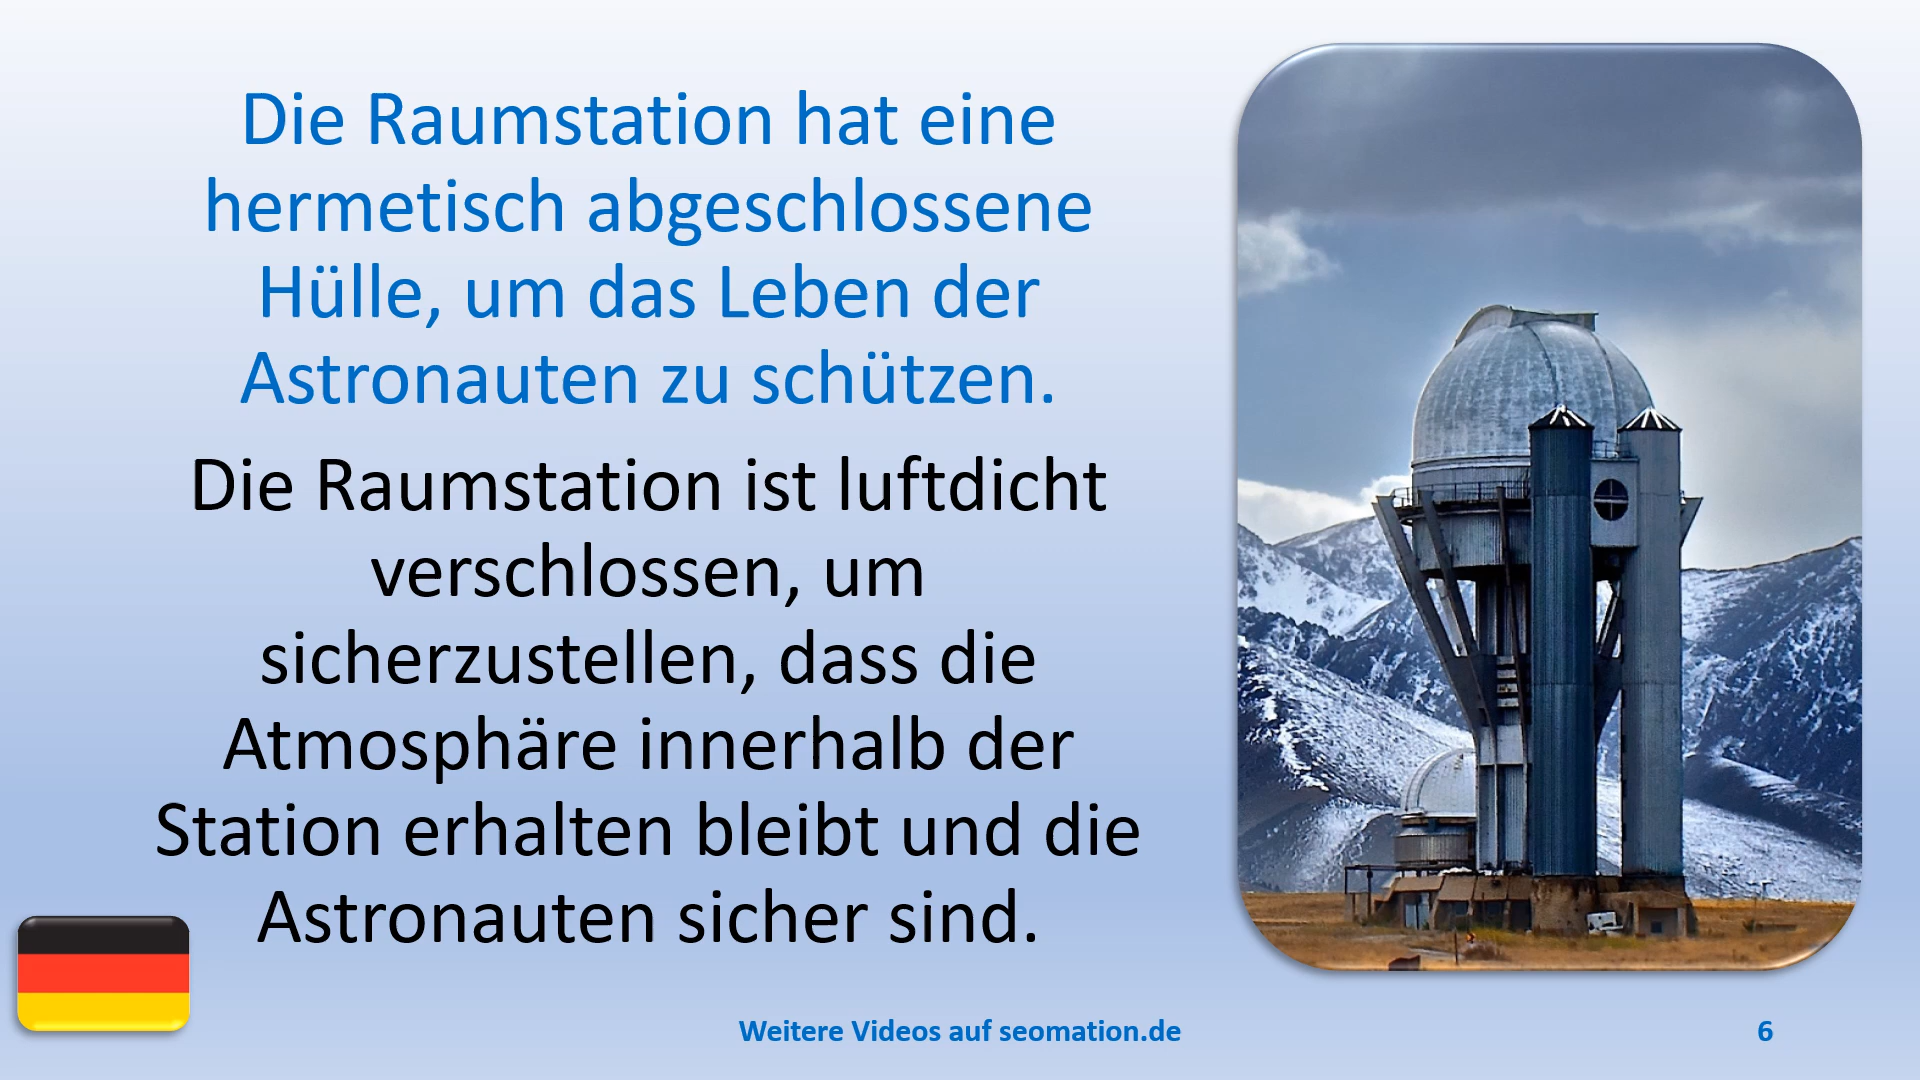 Die Raumstation hat eine
hermetisch abgeschlossene
Hülle, um das Leben der
Astronauten zu schützen.
Die Raumstation ist luftdicht
verschlossen, um
sicherzustellen, dass die
Atmosphäre innerhalb der
Station erhalten bleibt und die
Astronauten sicher sind.
Weitere Videos auf seomation.de
6